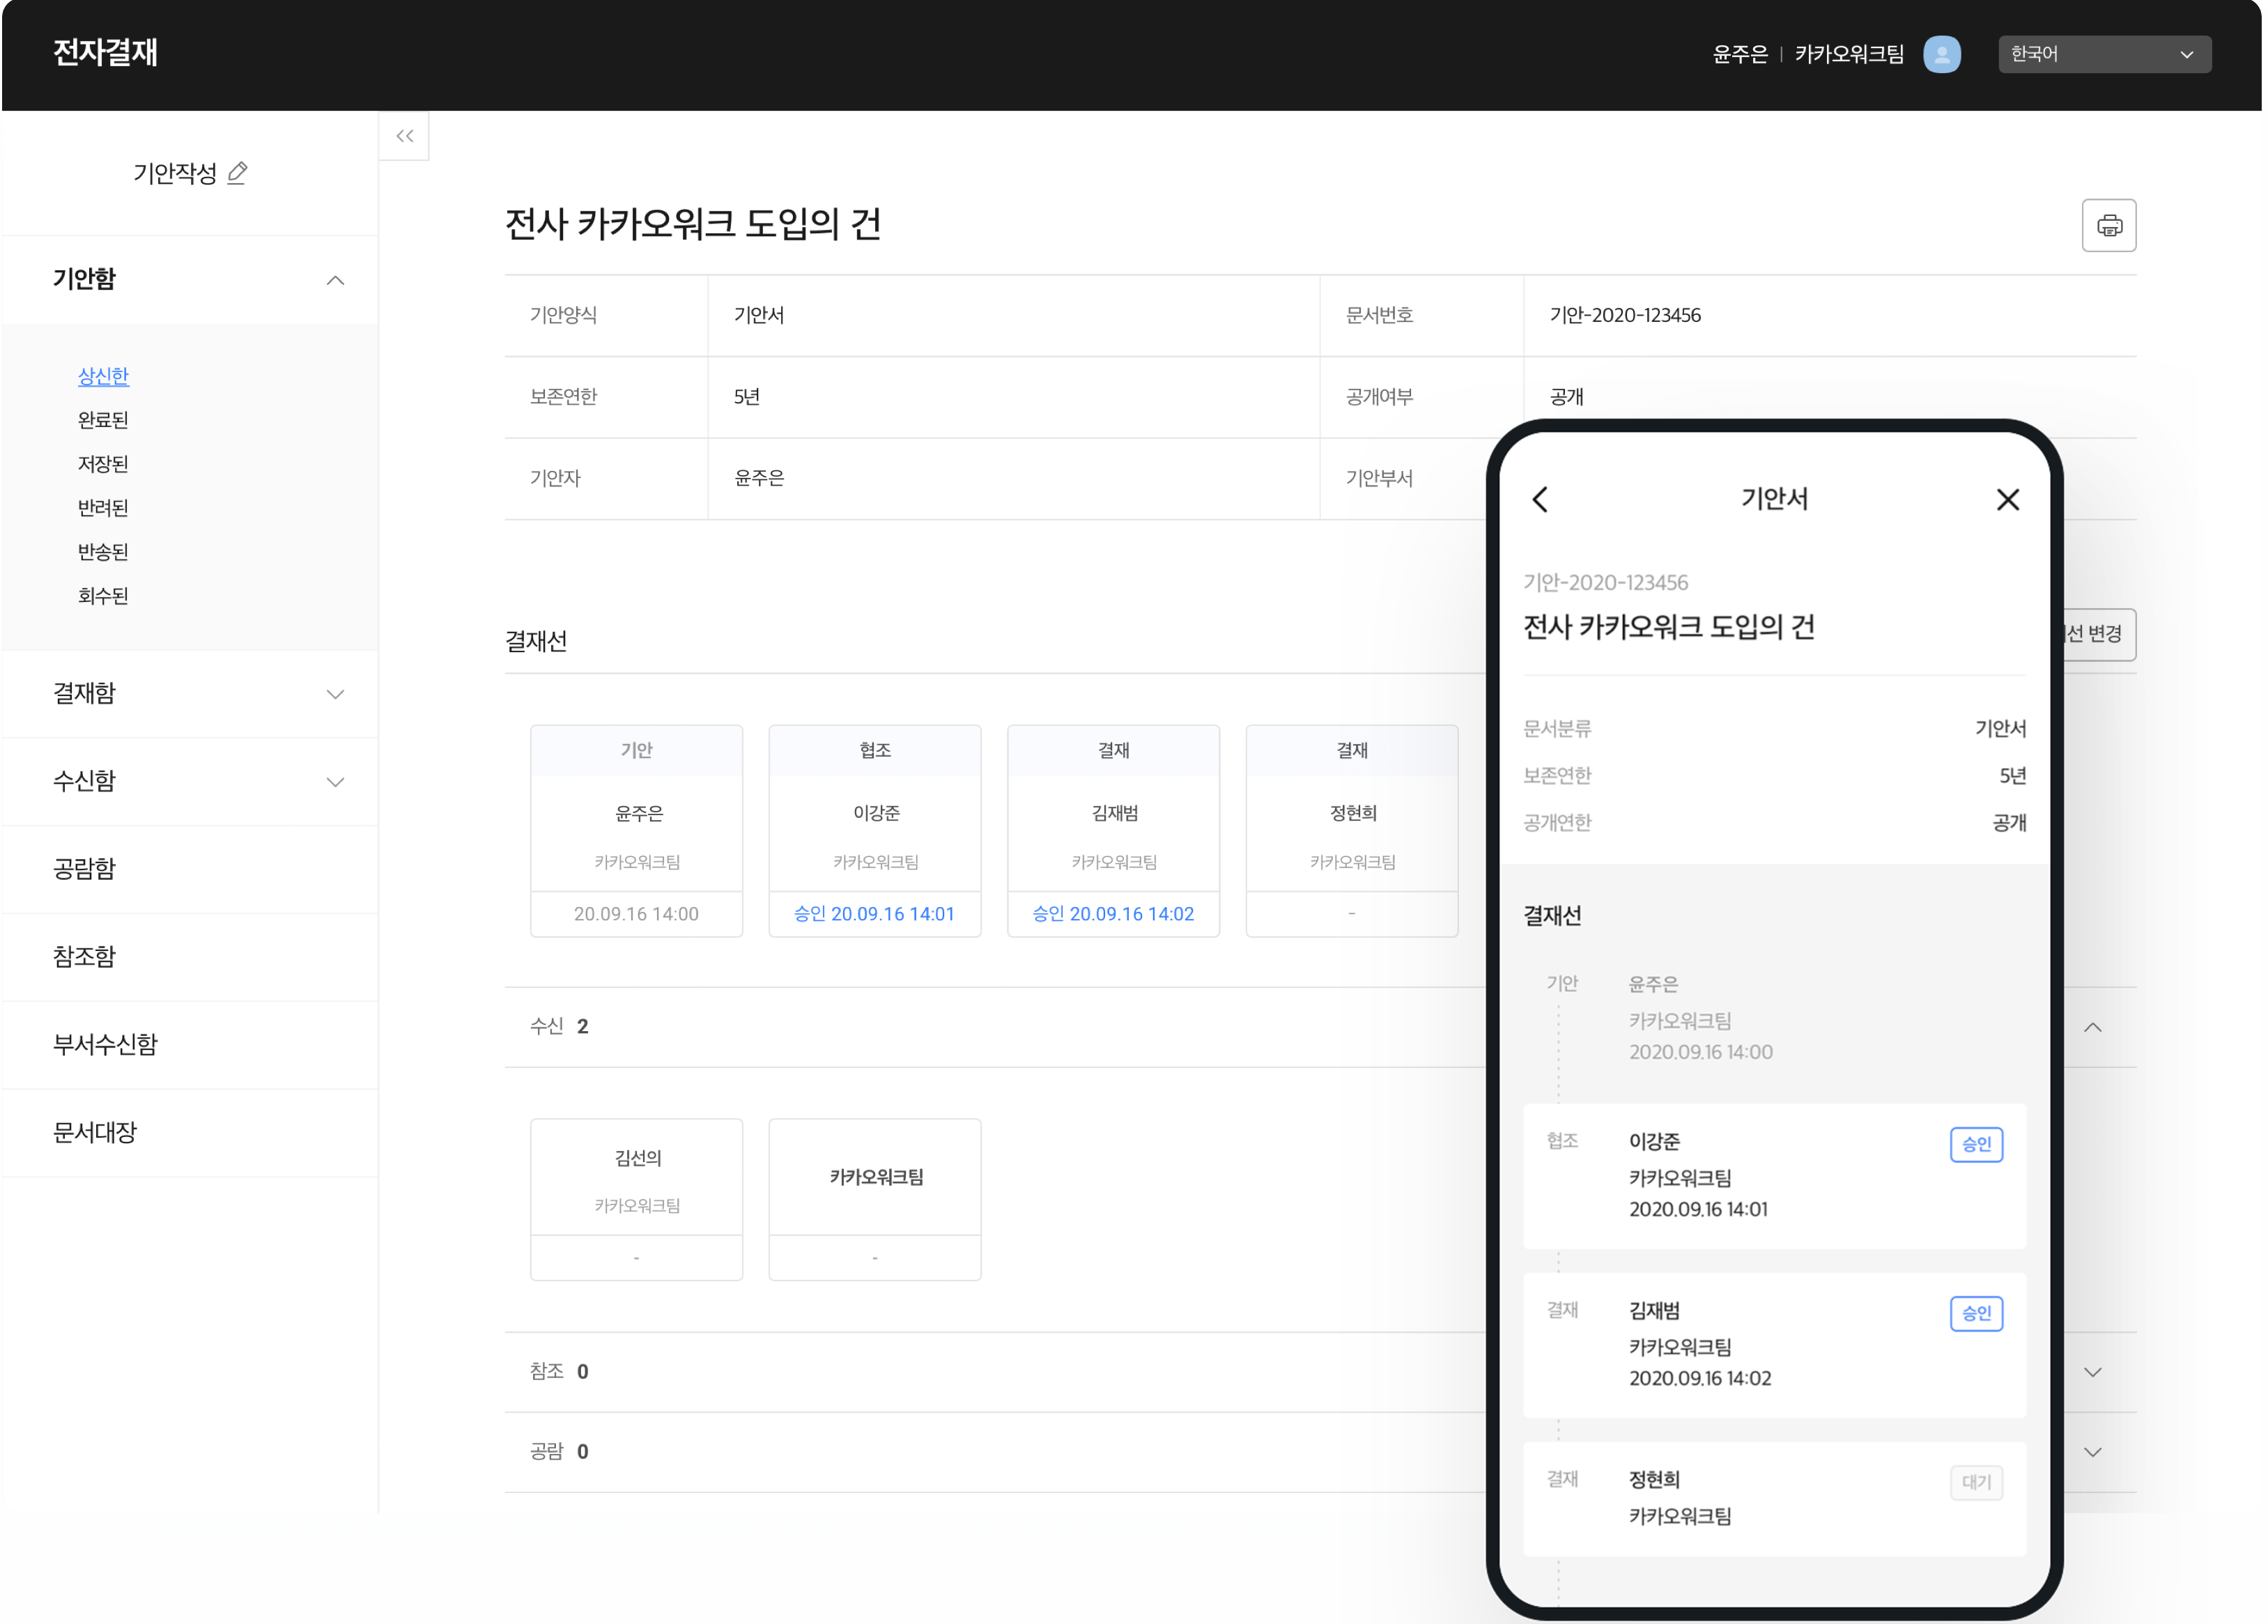 전자결재
윤주은 | 카카오워크팀
한국어
기안작성
기안함
상신한
완료된
저장된
반려된
반송된
회수된
결재함
수신함
공람함
참조함
부서수신함
문서대장
전사 카카오워크 도입의 건
기안양식 기안서 문서번호 기안-2020-123456
보존연한 5년 공개여부 공개
기안자 윤주은 기안부서
결재선
선 변경
기안 협조 결재 결재
윤주은 이강준 김재범 정현희
카카오워크팀 카카오워크팀 카카오워크팀 카카오워크팀
20.09.16 14:00 승인 20.09.16 14:01 승인 20.09.16 14:02 -
수신 2
김선의
카카오워크팀
-
카카오워크팀
-
참조 0
공람 0
기안서
기안-2020-123456
전사 카카오워크 도입의 건
문서분류 기안서
보존연한 5년
공개연한 공개
결재선
기안 윤주은
카카오워크팀
2020.09.16 14:00
협조 이강준 승인
카카오워크팀
2020.09.16 14:01
결재 김재범 승인
카카오워크팀
2020.09.16 14:02
결재 정현희 대기
카카오워크팀